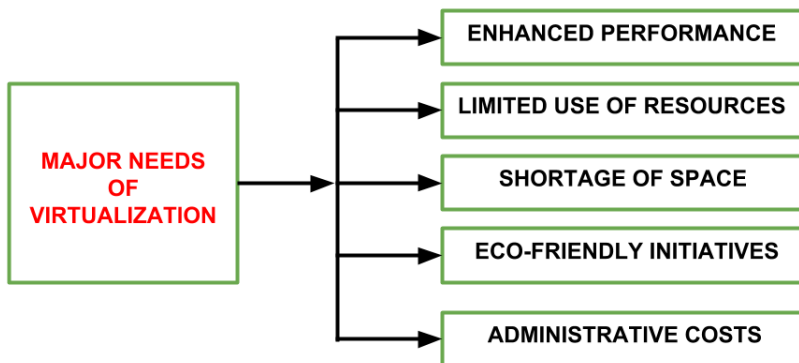 MAJOR NEEDS
OF
VIRTUALIZATION
ENHANCED PERFORMANCE
LIMITED USE OF RESOURCES
SHORTAGE OF SPACE
ECO-FRIENDLY INITIATIVES
ADMINISTRATIVE COSTS